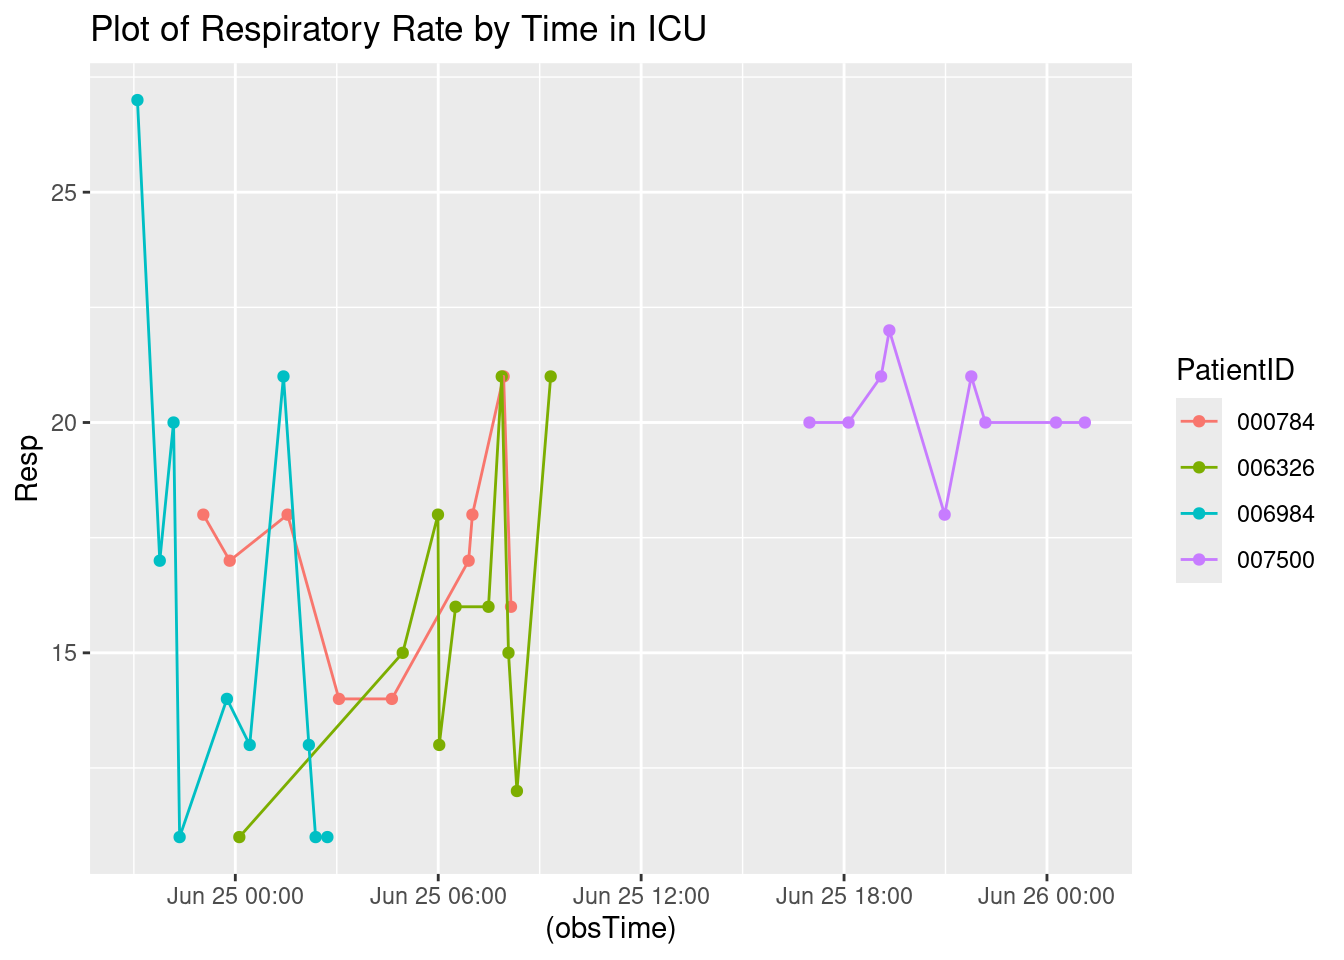 Plot of Respiratory Rate by Time in ICU
25
20
15
Resp
Jun 25 00:00
Jun 25 06:00
Jun 25 12:00
Jun 25 18:00
Jun 26 00:00
(obsTime)
PatientID
000784
006326
006984
007500